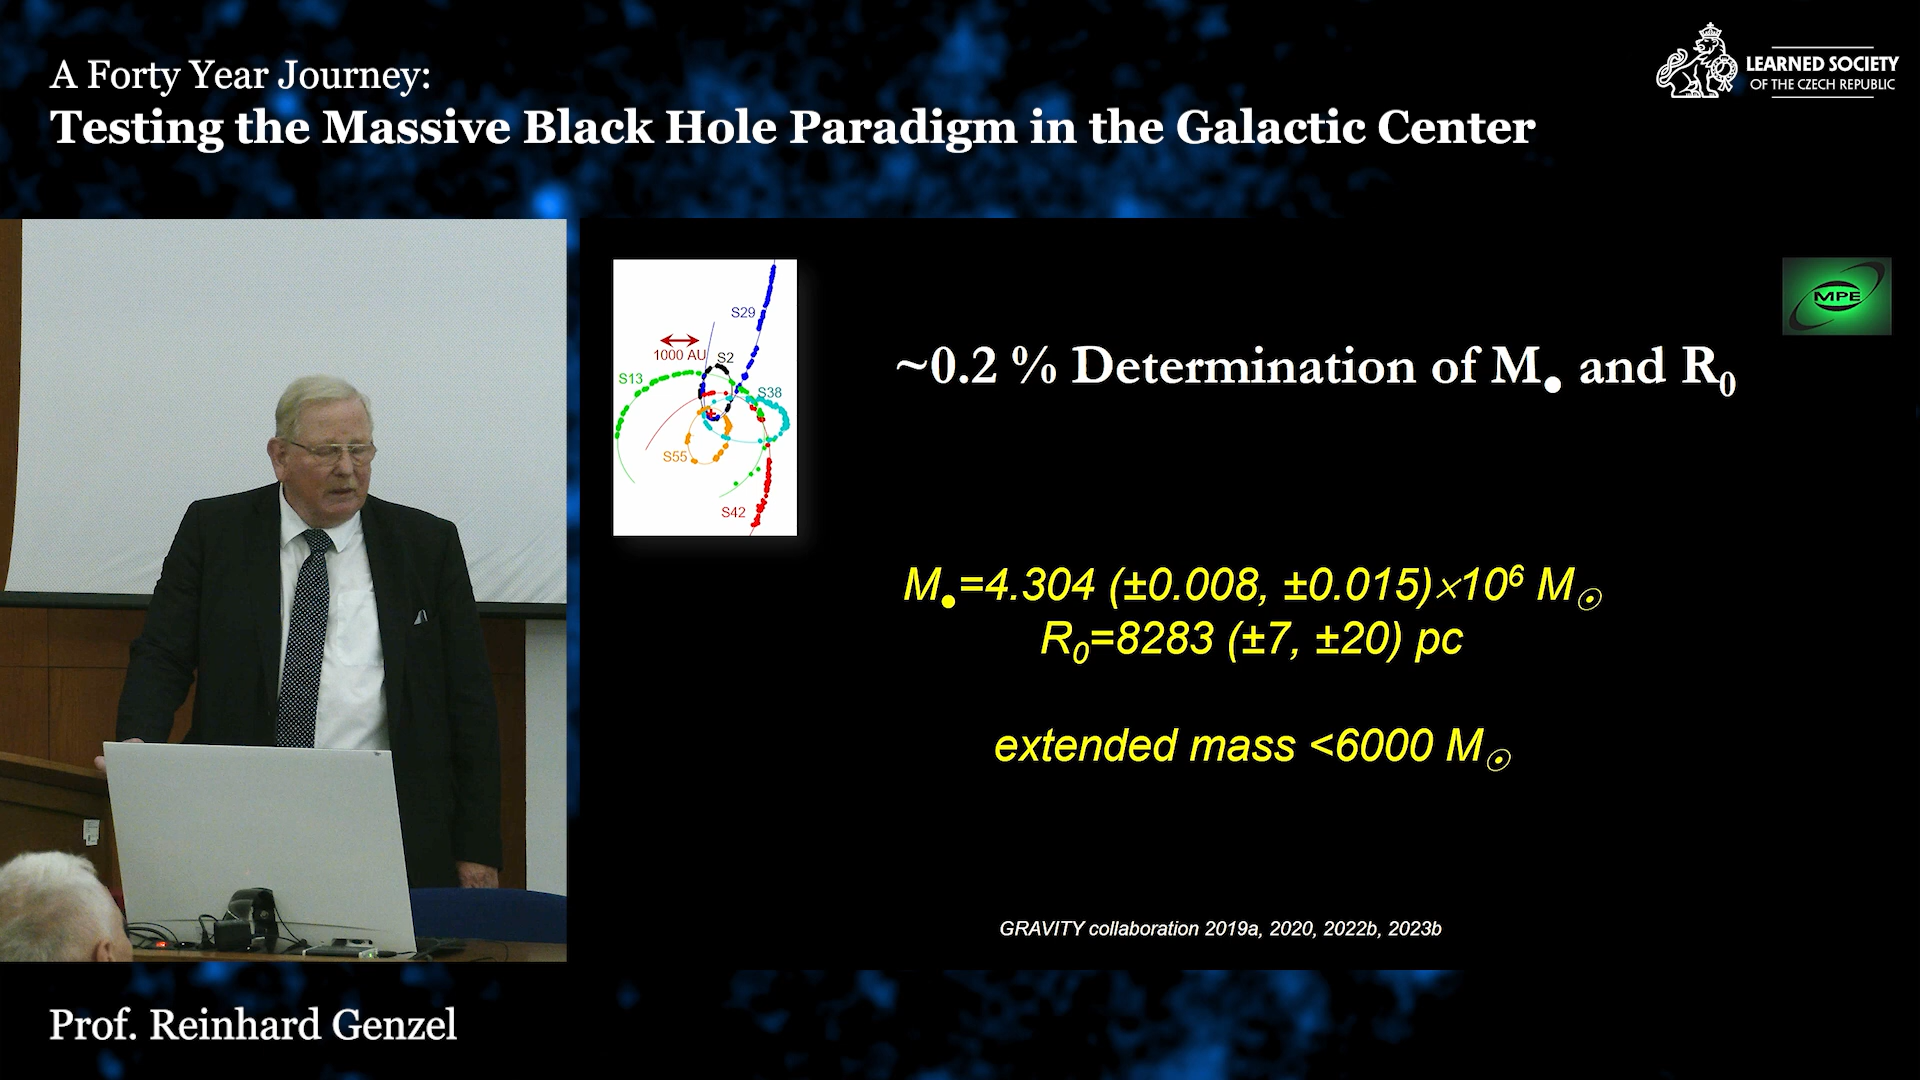 A Forty Year Journey:
Testing the Massive Black Hole Paradigm in the Galactic Center
LEARNED SOCIETY
OF THE CZECH REPUBLIC
S29
1000 AU
S2
S13
S38
S55
S42
MPE
~0.2 % Determination of M● and R₀
M●=4.304 (±0.008, ±0.015)×10⁶ M☉
R₀=8283 (±7, ±20) pc
extended mass <6000 M☉
GRAVITY collaboration 2019a, 2020, 2022b, 2023b
Prof. Reinhard Genzel